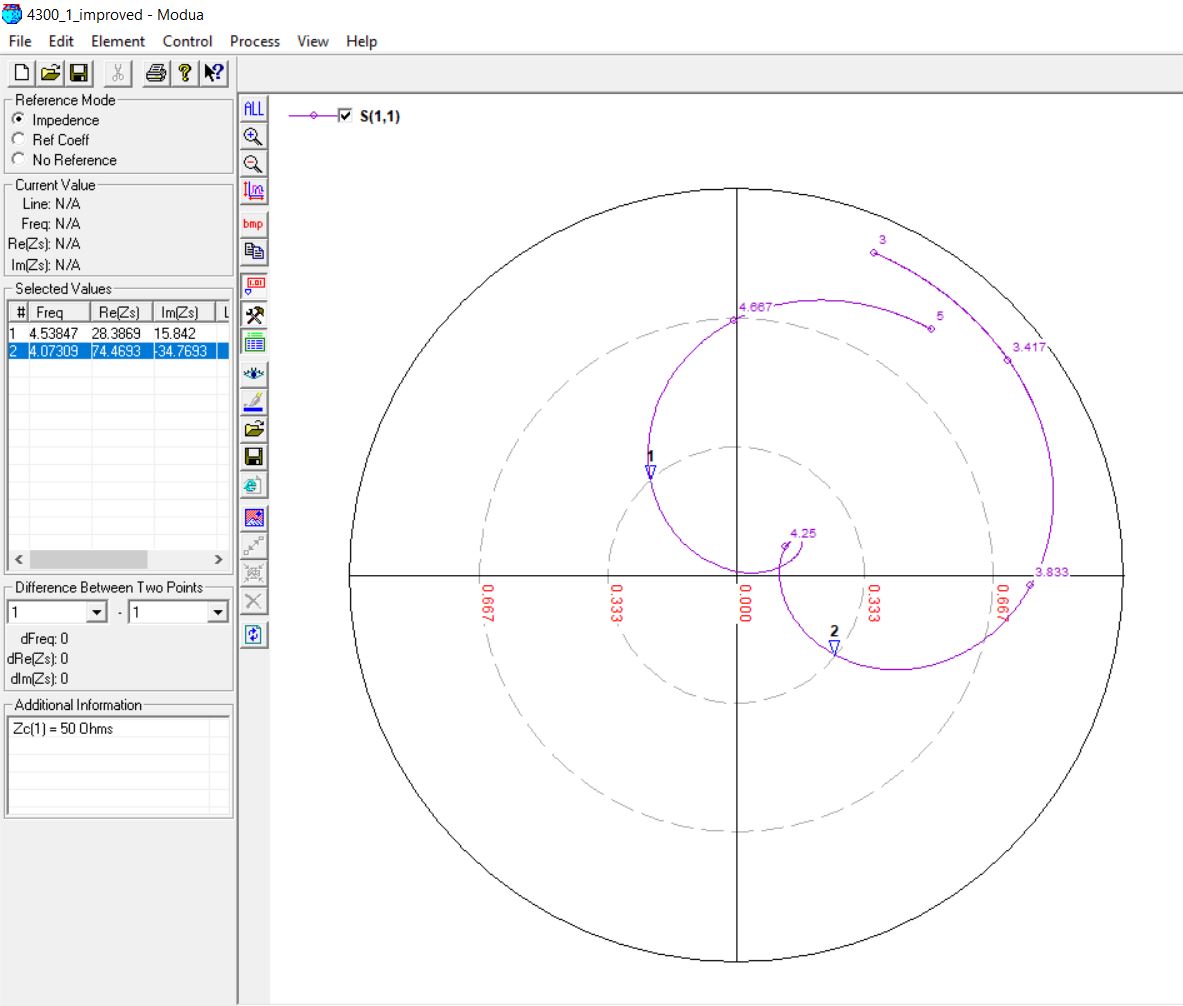 4300_1_improved - Modua
File Edit Element Control Process View Help
Reference Mode
Impedence
Ref Coeff
No Reference
Current Value
Line: N/A
Freq: N/A
Re(Zs): N/A
Im(Zs): N/A
Selected Values
# Freq Re(Zs) Im(Zs) L
1 4.53847 28.3869 15.842
2 4.07309 74.4693 -34.7693
Difference Between Two Points
1 - 1
dFreq: 0
dRe(Zs): 0
dIm(Zs): 0
Additional Information
Zc(1) = 50 Ohms
ALL
bmp
1.01
S(1,1)
3
4.667
5
3.417
1
4.25
3.833
0.667
0.333
0.000
0.333
0.667
2